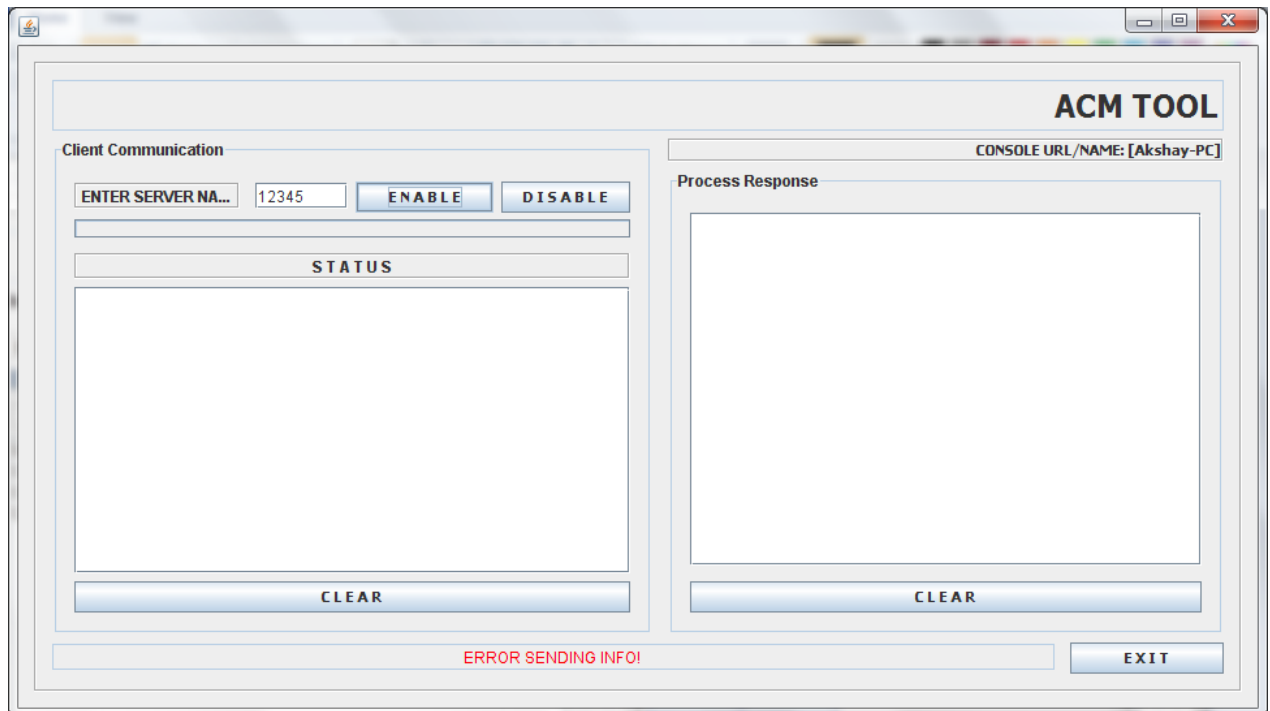 ACM TOOL
Client Communication
CONSOLE URL/NAME: [Akshay-PC]
ENTER SERVER NA... 12345 ENABLE DISABLE
Process Response
STATUS
CLEAR
CLEAR
ERROR SENDING INFO!
EXIT